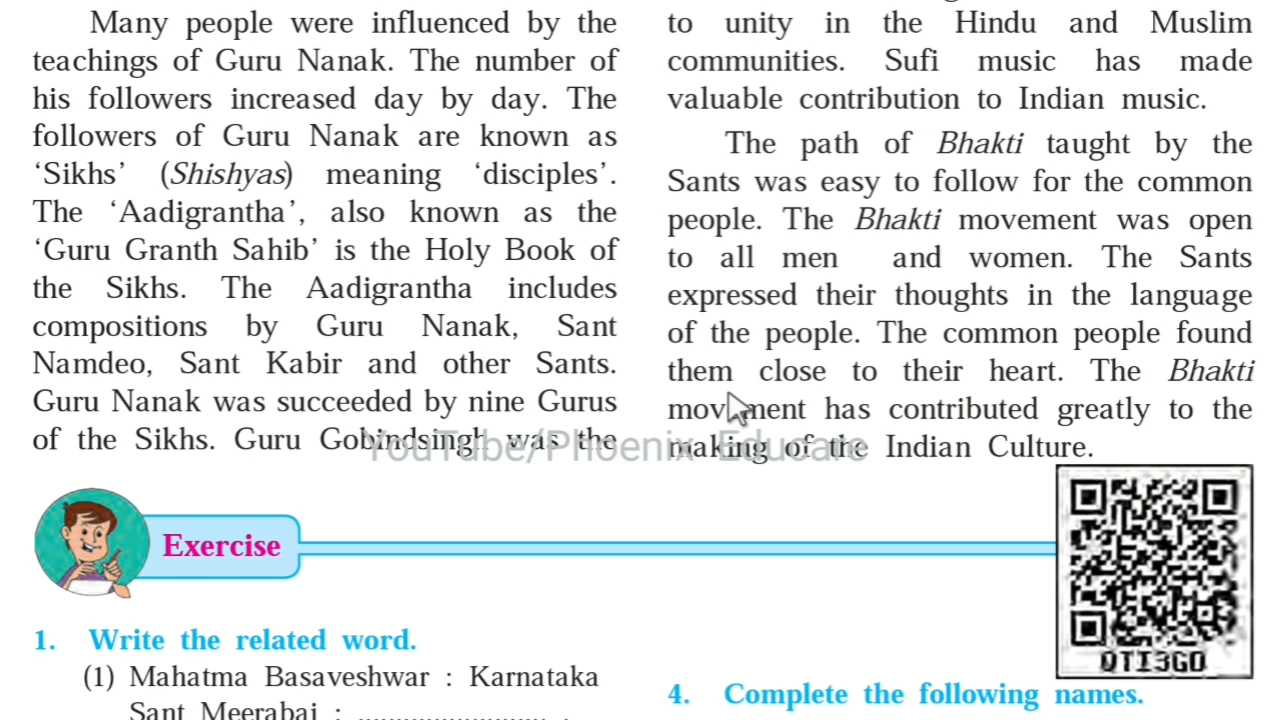 Many people were influenced by the
teachings of Guru Nanak. The number of
his followers increased day by day. The
followers of Guru Nanak are known as
‘Sikhs’ (Shishyas) meaning ‘disciples’.
The ‘Aadigrantha’, also known as the
‘Guru Granth Sahib’ is the Holy Book of
the Sikhs. The Aadigrantha includes
compositions by Guru Nanak, Sant
Namdeo, Sant Kabir and other Sants.
Guru Nanak was succeeded by nine Gurus
of the Sikhs. Guru Gobindsingh was the
to unity in the Hindu and Muslim
communities. Sufi music has made
valuable contribution to Indian music.
The path of Bhakti taught by the
Sants was easy to follow for the common
people. The Bhakti movement was open
to all men and women. The Sants
expressed their thoughts in the language
of the people. The common people found
them close to their heart. The Bhakti
movement has contributed greatly to the
making of the Indian Culture.
YouTube/Phoenix Educare
Exercise
QTI3GO
1. Write the related word.
(1) Mahatma Basaveshwar : Karnataka
Sant Meerabai : ........................ .
4. Complete the following names.